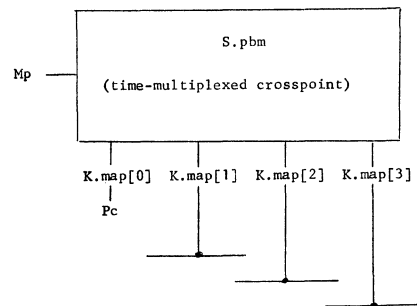 S.pbm
Mp
(time-multiplexed crosspoint)
K.map[0] K.map[1] K.map[2] K.map[3]
Pc